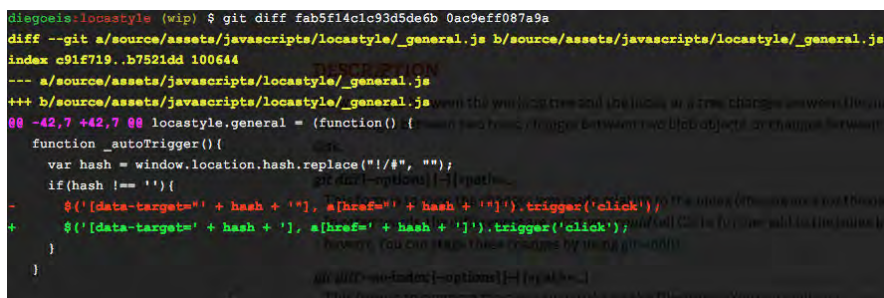 diegoeis:locastyle (wip) $ git diff fab5f14c1c93d5de6b 0ac9eff087a9a
diff --git a/source/assets/javascripts/locastyle/_general.js b/source/assets/javascripts/locastyle/_general.js
index c91f719..b7521dd 100644
--- a/source/assets/javascripts/locastyle/_general.js
+++ b/source/assets/javascripts/locastyle/_general.js
@@ -42,7 +42,7 @@ locastyle.general = (function() {
function _autoTrigger(){
var hash = window.location.hash.replace("!/#", "");
if(hash !== ''){
- $('[data-target="' + hash + '"], a[href="' + hash + '"]').trigger('click');
+ $('[data-target=' + hash + '], a[href=' + hash + ']').trigger('click');
}
}
DESCRIPTION